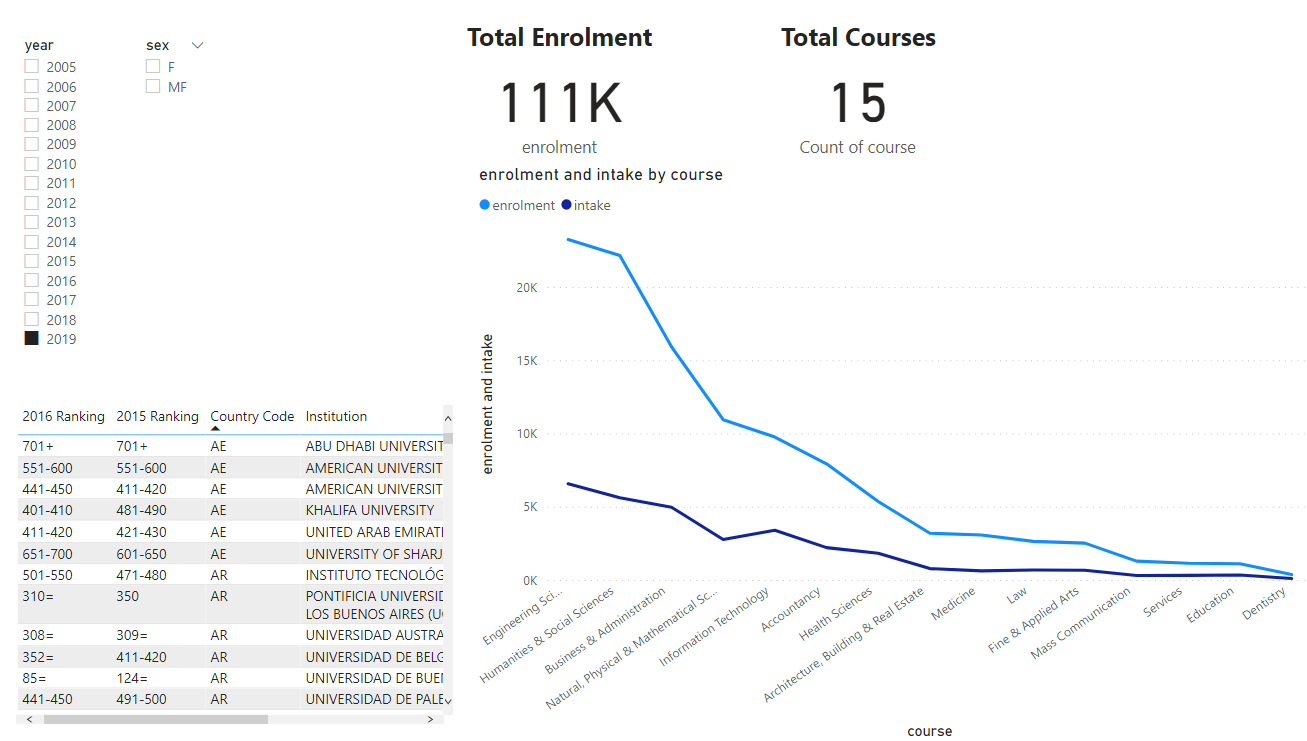 year
2005
2006
2007
2008
2009
2010
2011
2012
2013
2014
2015
2016
2017
2018
2019
sex
F
MF
Total Enrolment
111K
enrolment
Total Courses
15
Count of course
enrolment and intake by course
enrolment intake
enrolment and intake
20K
15K
10K
5K
0K
Engineering Sci...
Humanities & Social Sciences
Business & Administration
Natural, Physical & Mathematical Sc...
Information Technology
Accountancy
Health Sciences
Architecture, Building & Real Estate
Medicine
Law
Fine & Applied Arts
Mass Communication
Services
Education
Dentistry
course
2016 Ranking 2015 Ranking Country Code Institution
701+ 701+ AE ABU DHABI UNIVERSIT
551-600 551-600 AE AMERICAN UNIVERSIT
441-450 411-420 AE AMERICAN UNIVERSIT
401-410 481-490 AE KHALIFA UNIVERSITY
411-420 421-430 AE UNITED ARAB EMIRATI
651-700 601-650 AE UNIVERSITY OF SHARJ
501-550 471-480 AR INSTITUTO TECNOLÓG
310= 350 AR PONTIFICIA UNIVERSID
LOS BUENOS AIRES (UC
308= 309= AR UNIVERSIDAD AUSTRA
352= 411-420 AR UNIVERSIDAD DE BELG
85= 124= AR UNIVERSIDAD DE BUEN
441-450 491-500 AR UNIVERSIDAD DE PALE